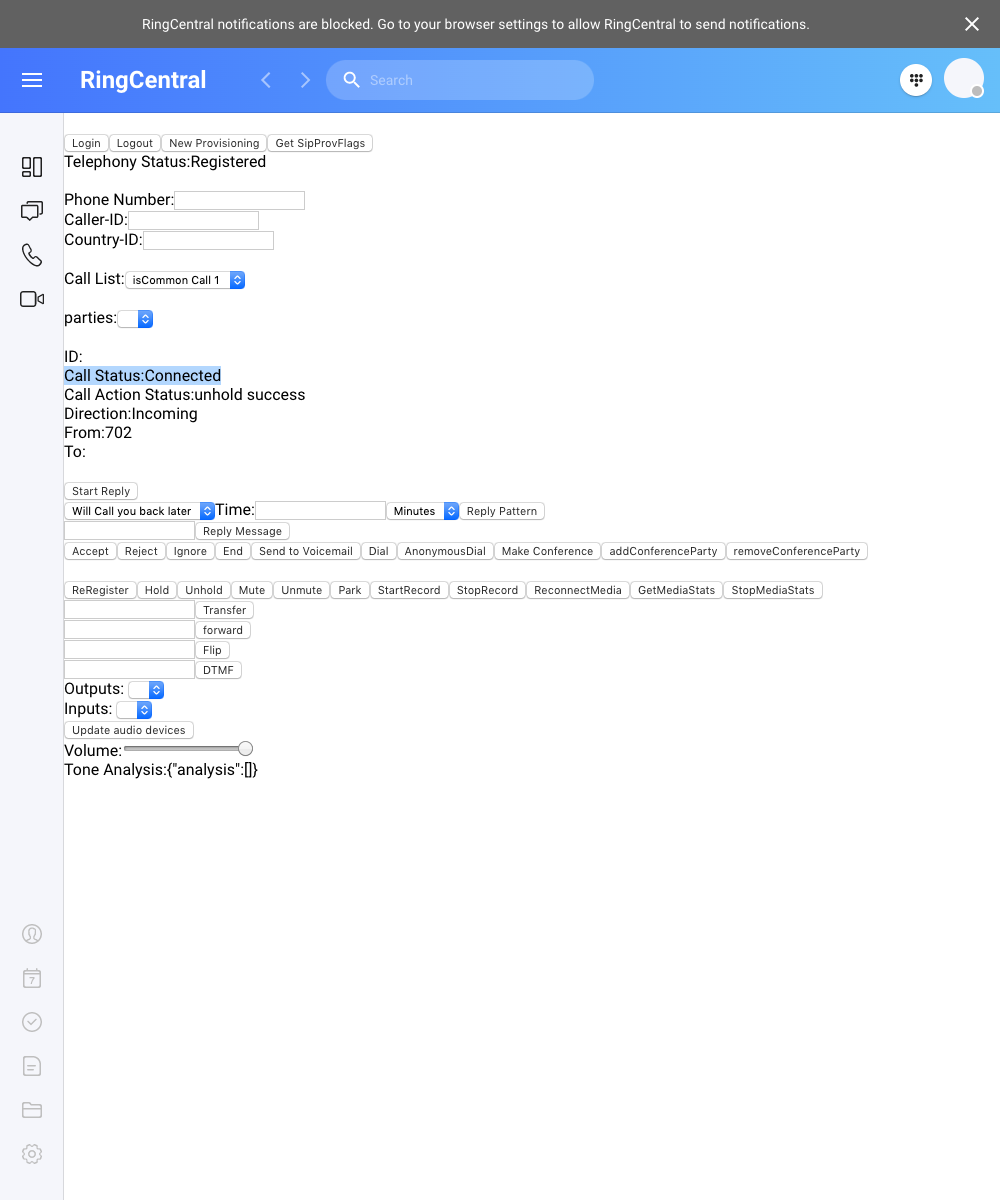 RingCentral notifications are blocked. Go to your browser settings to allow RingCentral to send notifications.
RingCentral Search
Login Logout New Provisioning Get SipProvFlags
Telephony Status:Registered
Phone Number:
Caller-ID:
Country-ID:
Call List: isCommon Call 1
parties:
ID:
Call Status:Connected
Call Action Status:unhold success
Direction:Incoming
From:702
To:
Start Reply
Will Call you back later Time: Minutes Reply Pattern
Reply Message
Accept Reject Ignore End Send to Voicemail Dial AnonymousDial Make Conference addConferenceParty removeConferenceParty
ReRegister Hold Unhold Mute Unmute Park StartRecord StopRecord ReconnectMedia GetMediaStats StopMediaStats
Transfer
forward
Flip
DTMF
Outputs:
Inputs:
Update audio devices
Volume:
Tone Analysis:{"analysis":[]}
7